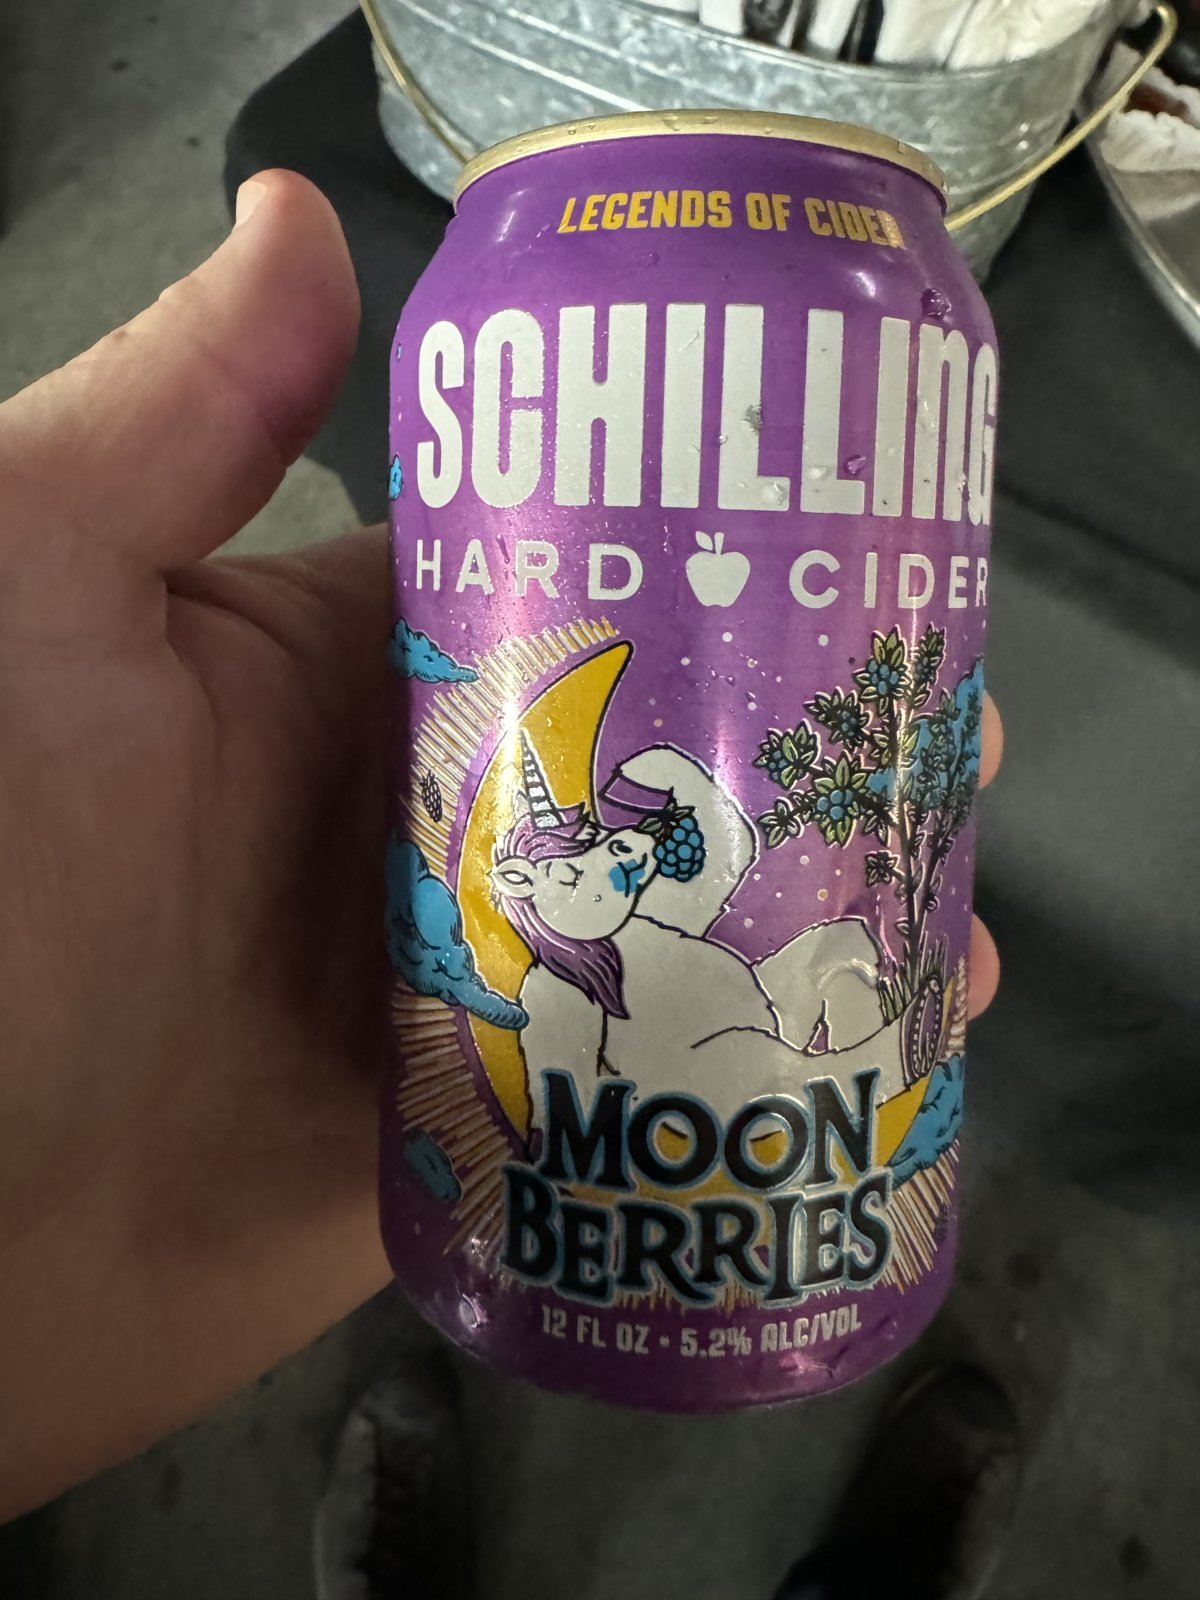 LEGENDS OF CIDER
SCHILLING
HARD CIDER
MOON
BERRIES
12 FL OZ • 5.2% ALC/VOL